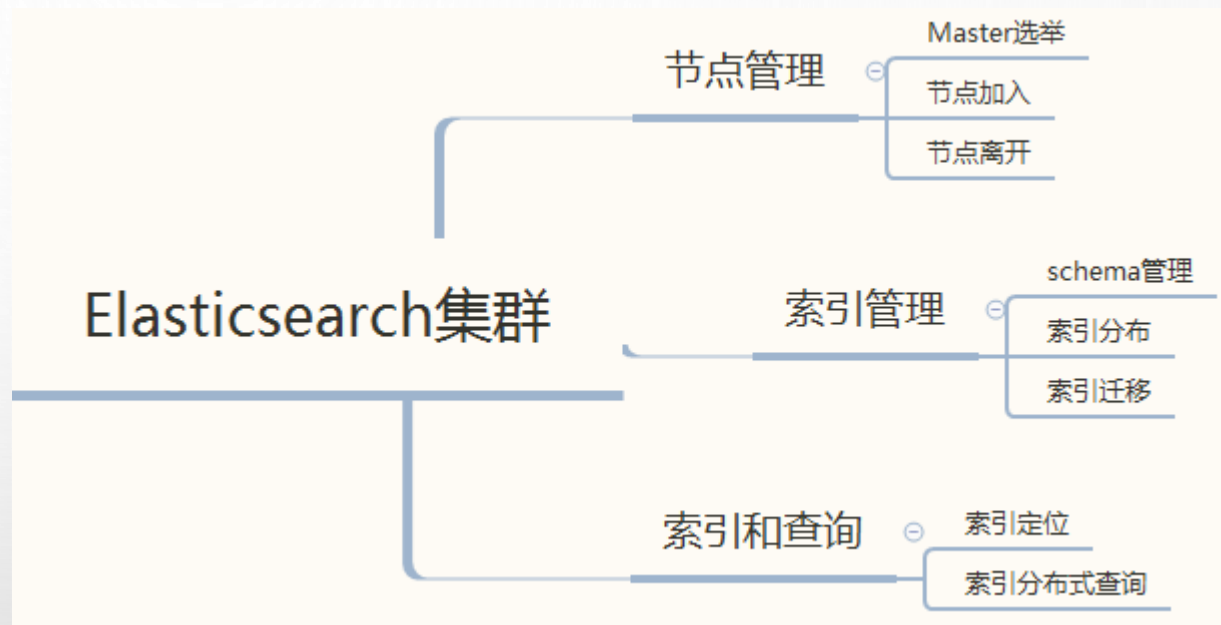 Elasticsearch集群
节点管理
Master选举
节点加入
节点离开
索引管理
schema管理
索引分布
索引迁移
索引和查询
索引定位
索引分布式查询